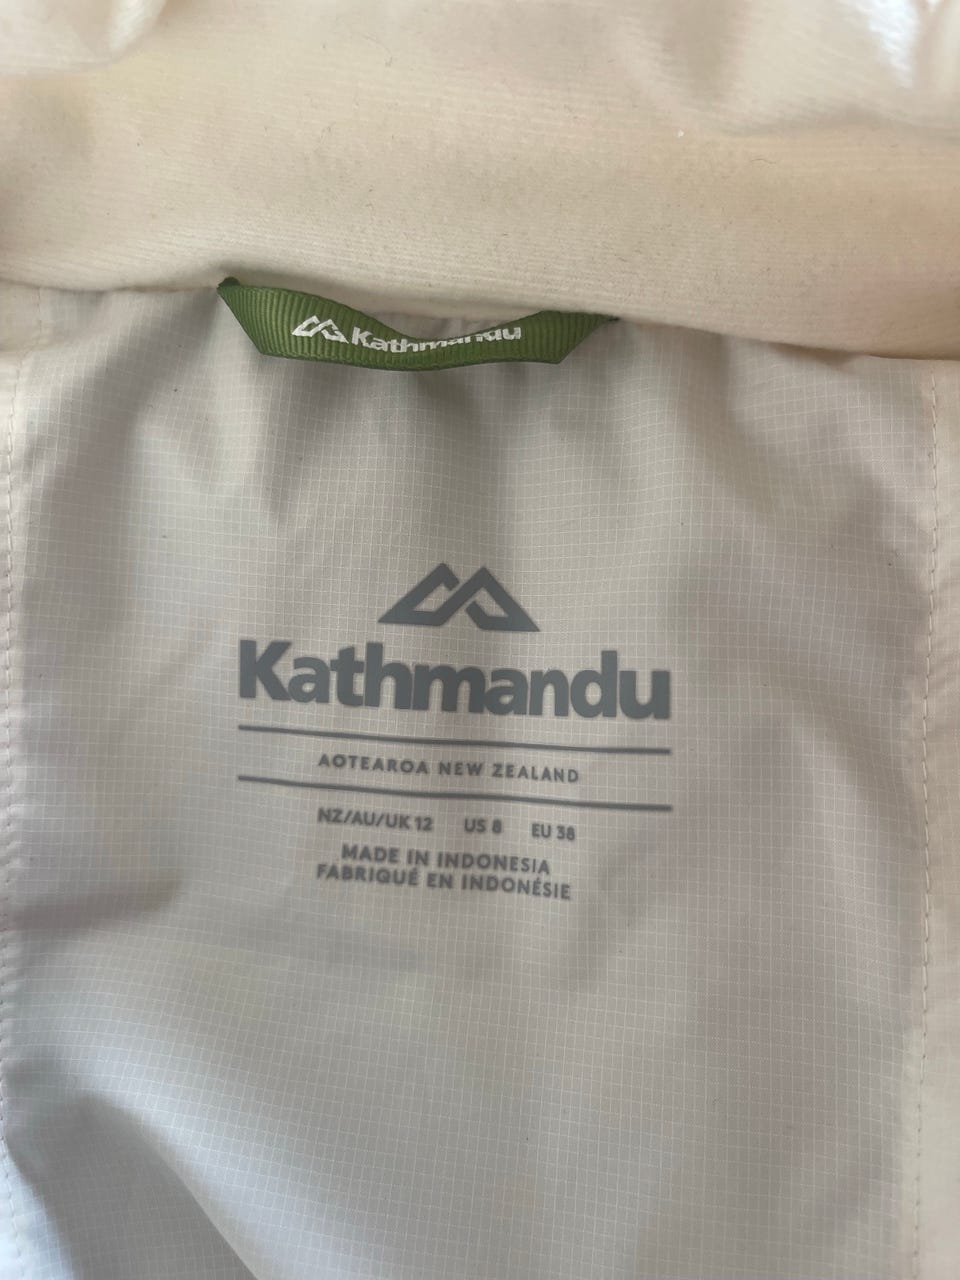 Kathmandu
Kathmandu
AOTEAROA NEW ZEALAND
NZ/AU/UK 12 US 8 EU 38
MADE IN INDONESIA
FABRIQUÉ EN INDONÉSIE